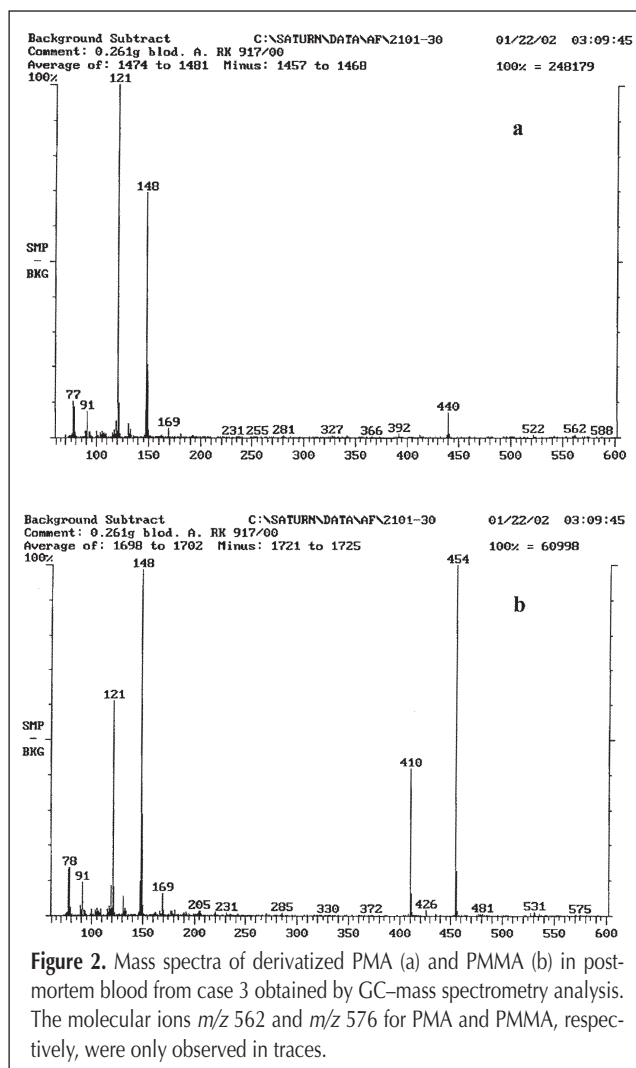 Background Subtract C:\SATURN\DATA\AF\2101-30 01/22/02 03:09:45
Comment: 0.261g blod. A. RK 917/00
Average of: 1474 to 1481 Minus: 1457 to 1468 100% = 248179
100%
121
a
148
SMP
BKG
77
91
169
231 255 281 327 366 392 440 522 562 588
100 150 200 250 300 350 400 450 500 550 600
Background Subtract C:\SATURN\DATA\AF\2101-30 01/22/02 03:09:45
Comment: 0.261g blod. A. RK 917/00
Average of: 1698 to 1702 Minus: 1721 to 1725 100% = 60998
100%
148
454
b
121
SMP
BKG
410
78
91
169
205 231 285 330 372 426 481 531 575
100 150 200 250 300 350 400 450 500 550 600
Figure 2. Mass spectra of derivatized PMA (a) and PMMA (b) in post-
mortem blood from case 3 obtained by GC–mass spectrometry analysis.
The molecular ions m/z 562 and m/z 576 for PMA and PMMA, respec-
tively, were only observed in traces.